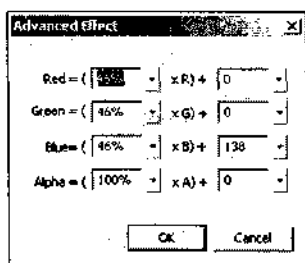 Advanced Effect
Red = ( x R) + 0
Green = ( 46% x G) + 0
Blue= ( 46% x B) + 138
Alpha = ( 100% x A) + 0
OK Cancel